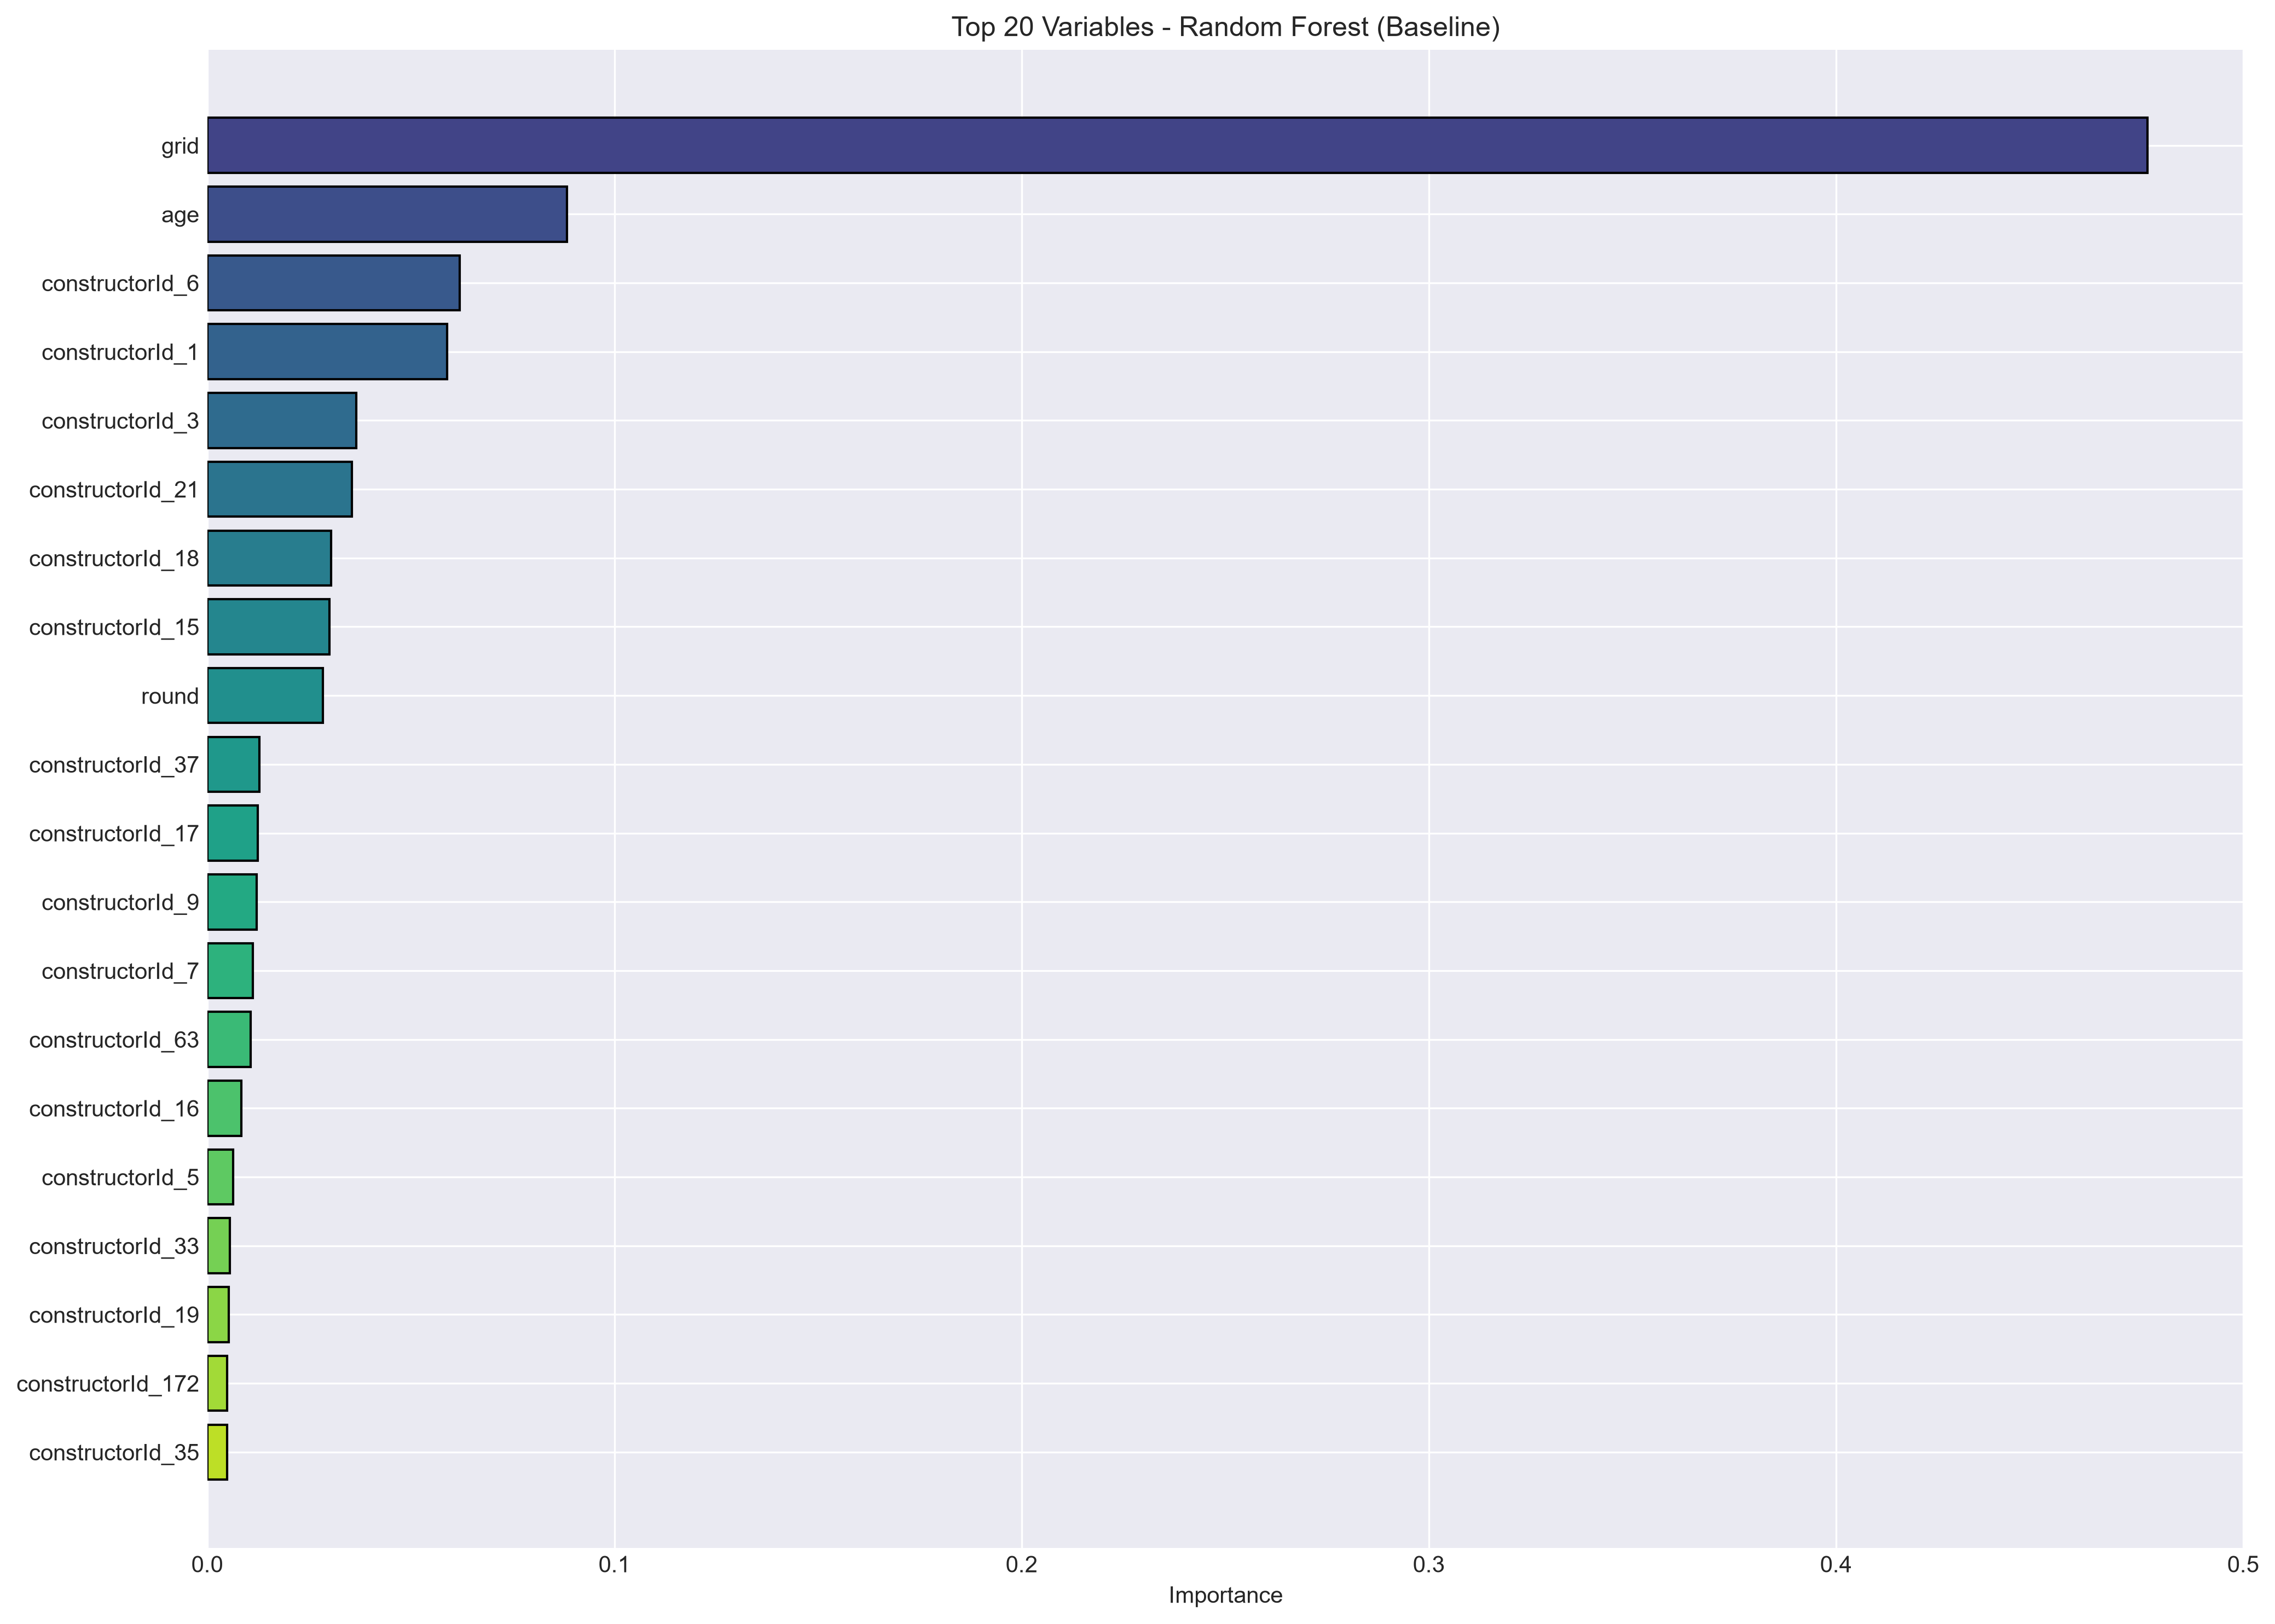 Top 20 Variables - Random Forest (Baseline)
grid
age
constructorId_6
constructorId_1
constructorId_3
constructorId_21
constructorId_18
constructorId_15
round
constructorId_37
constructorId_17
constructorId_9
constructorId_7
constructorId_63
constructorId_16
constructorId_5
constructorId_33
constructorId_19
constructorId_172
constructorId_35
0.0 0.1 0.2 0.3 0.4 0.5
Importance